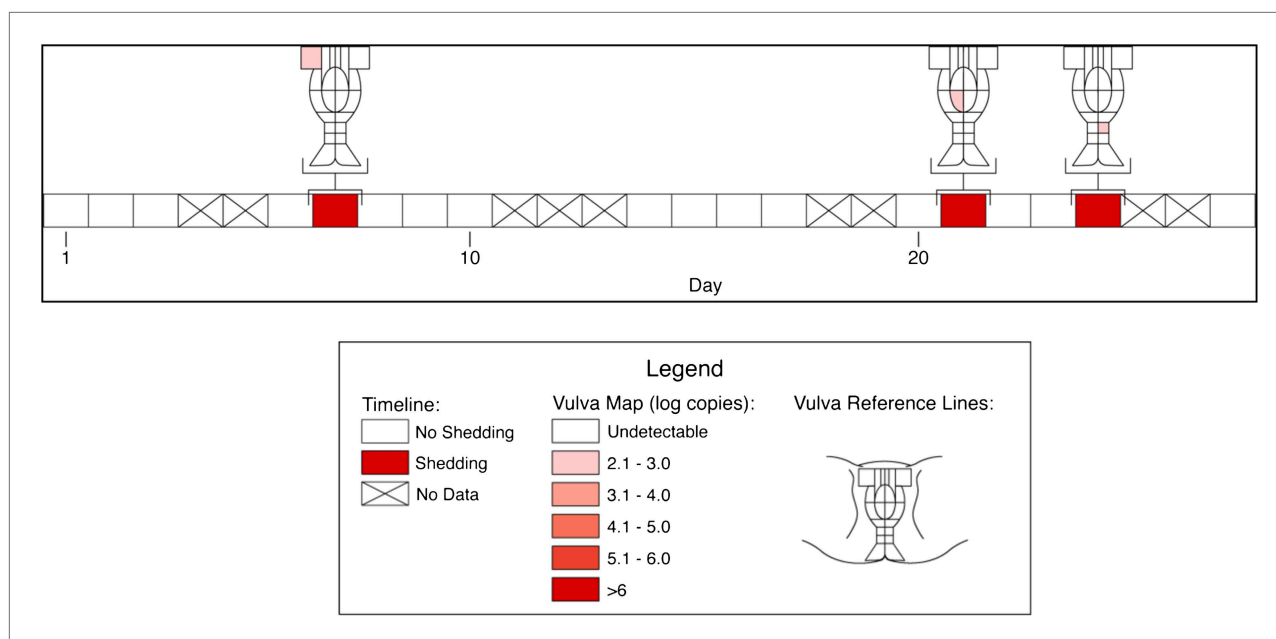 1
10
20
Day
Legend
Timeline:
No Shedding
Shedding
No Data
Vulva Map (log copies):
Undetectable
2.1 - 3.0
3.1 - 4.0
4.1 - 5.0
5.1 - 6.0
>6
Vulva Reference Lines: